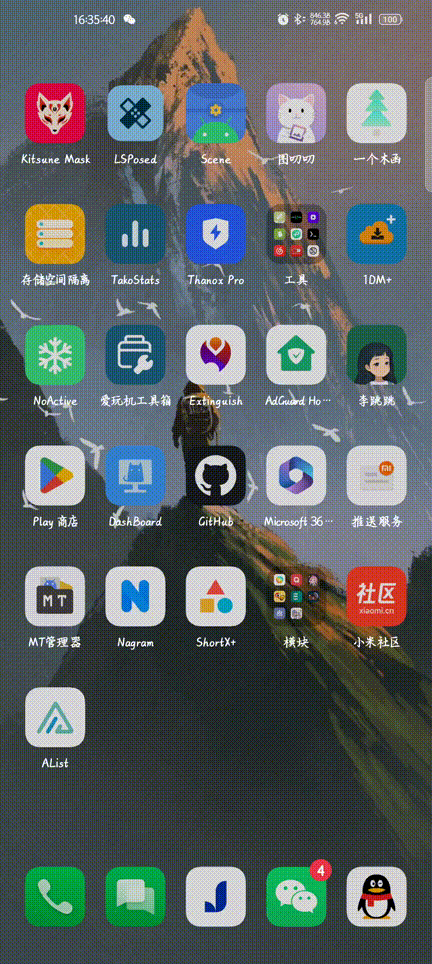 16:35:40
846.3B
764.9B
5G
100
Kitsune Mask
LSPosed
Scene
图叨叨
一个木函
存储空间隔离
TakoStats
Thanox Pro
工具
1DM+
NoActive
爱玩机工具箱
Extinguish
AdGuard Ho…
李跳跳
Play 商店
DashBoard
GitHub
Microsoft 36…
推送服务
MT
社区
xiaomi.cn
MT管理器
Nagram
ShortX+
模块
小米社区
AList
4